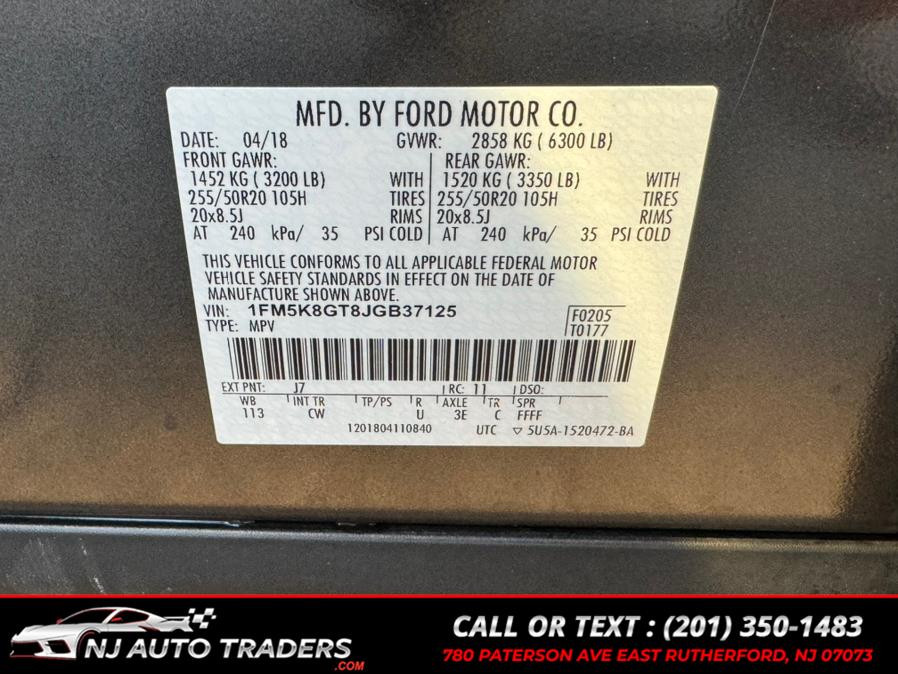 MFD. BY FORD MOTOR CO.
DATE: 04/18 GVWR: 2858 KG ( 6300 LB)
FRONT GAWR: REAR GAWR:
1452 KG ( 3200 LB) WITH 1520 KG ( 3350 LB) WITH
255/50R20 105H TIRES 255/50R20 105H TIRES
20x8.5J RIMS 20x8.5J RIMS
AT 240 kPa/ 35 PSI COLD AT 240 kPa/ 35 PSI COLD
THIS VEHICLE CONFORMS TO ALL APPLICABLE FEDERAL MOTOR
VEHICLE SAFETY STANDARDS IN EFFECT ON THE DATE OF
MANUFACTURE SHOWN ABOVE.
VIN: 1FM5K8GT8JGB37125 F0205
TYPE: MPV T0177
EXT PNT: J7 RC: 11 DSO:
WB INT TR TP/PS R AXLE TR SPR
113 CW U 3E C FFFF
1201804110840 UTC ▽ 5U5A-1520472-BA
NJ AUTO TRADERS
.COM
CALL OR TEXT : (201) 350-1483
780 PATERSON AVE EAST RUTHERFORD, NJ 07073